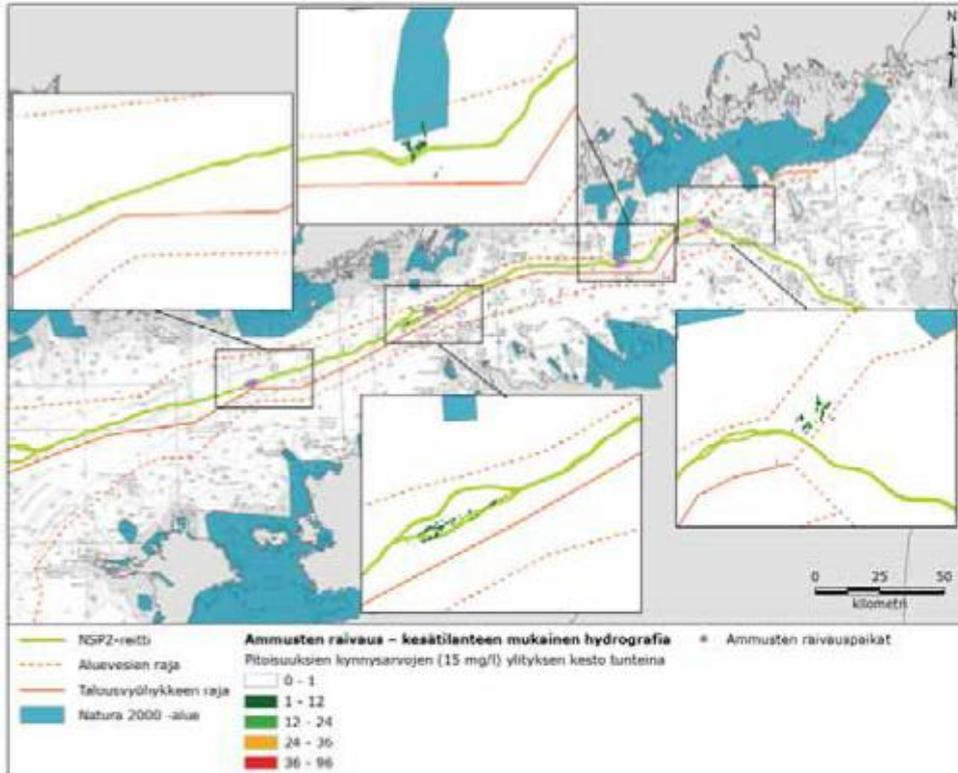 N
0 25 50
kilometri
NSP2-reitti
Aluevesien raja
Talousvyöhykkeen raja
Natura 2000 -alue
Ammusten raivaus – kesätilanteen mukainen hydrografia
Pitoisuuksien kynnysarvojen (15 mg/l) ylityksen kesto tunteina
0 - 1
1 - 12
12 - 24
24 - 36
36 - 96
Ammusten raivauspaikat